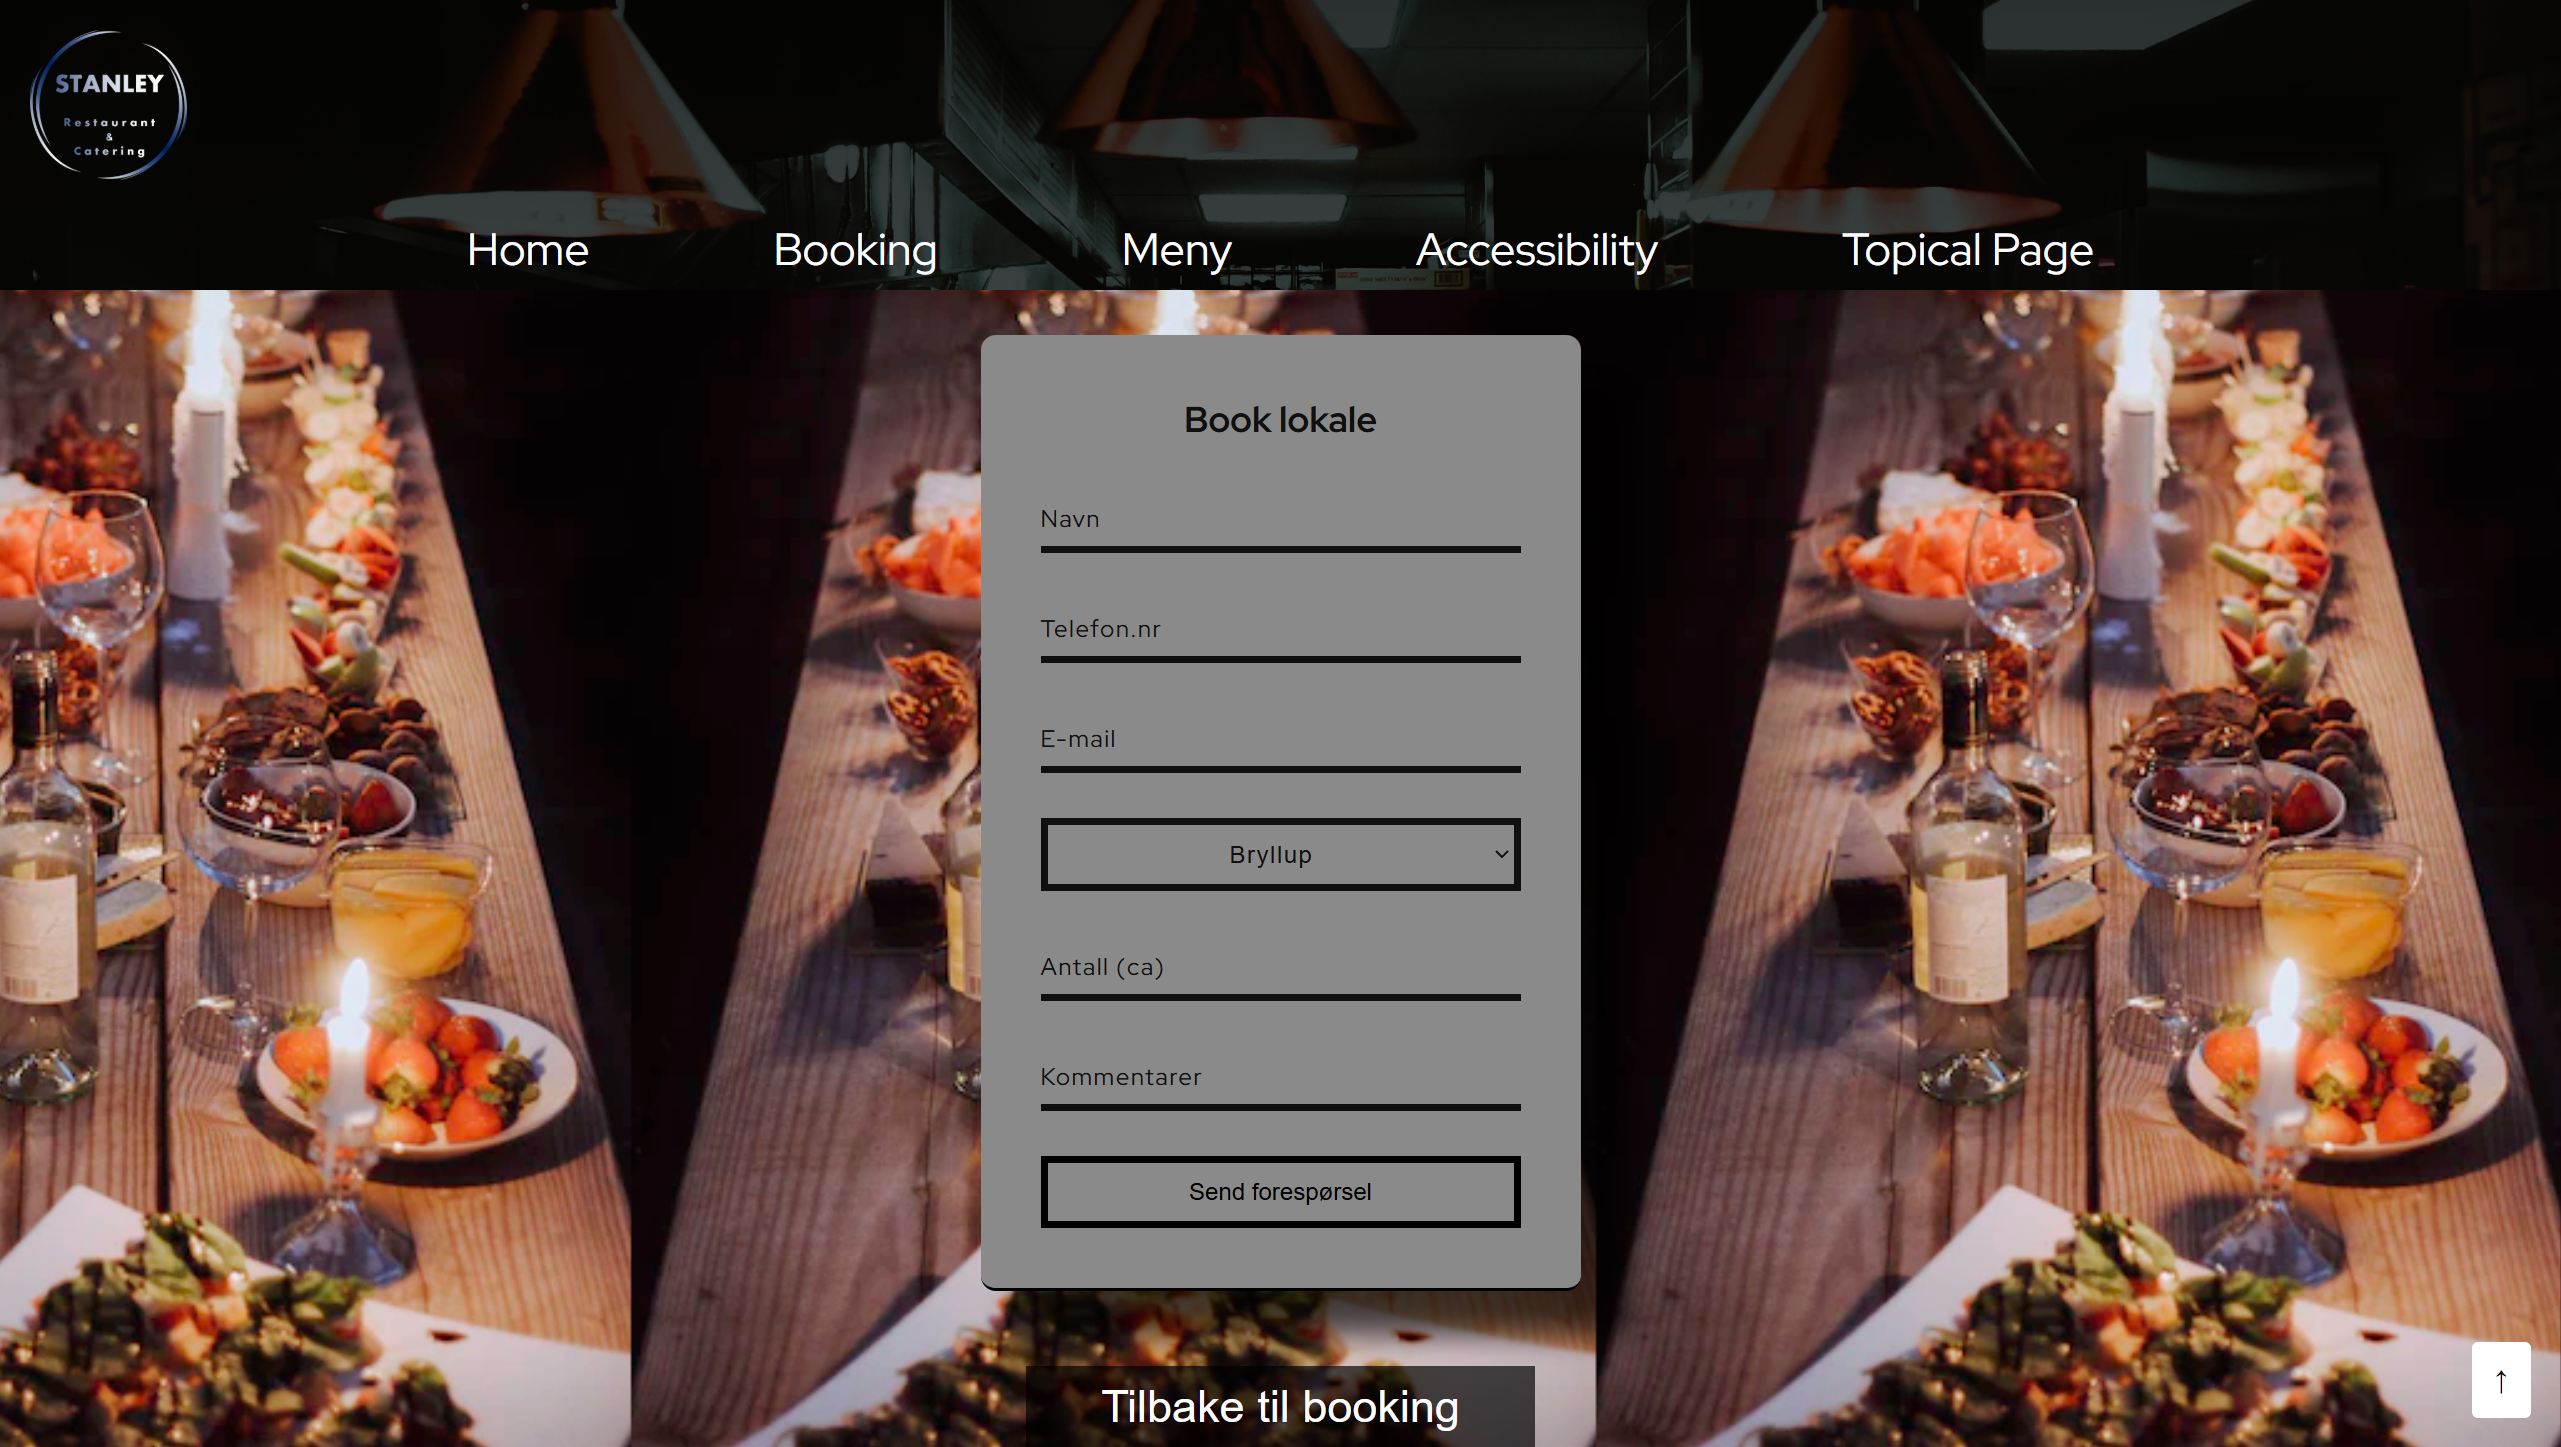 STANLEY
Restaurant
&
Catering
Home
Booking
Meny
Accessibility
Topical Page
Book lokale
Navn
Telefon.nr
E-mail
Bryllup
Antall (ca)
Kommentarer
Send forespørsel
Tilbake til booking
↑